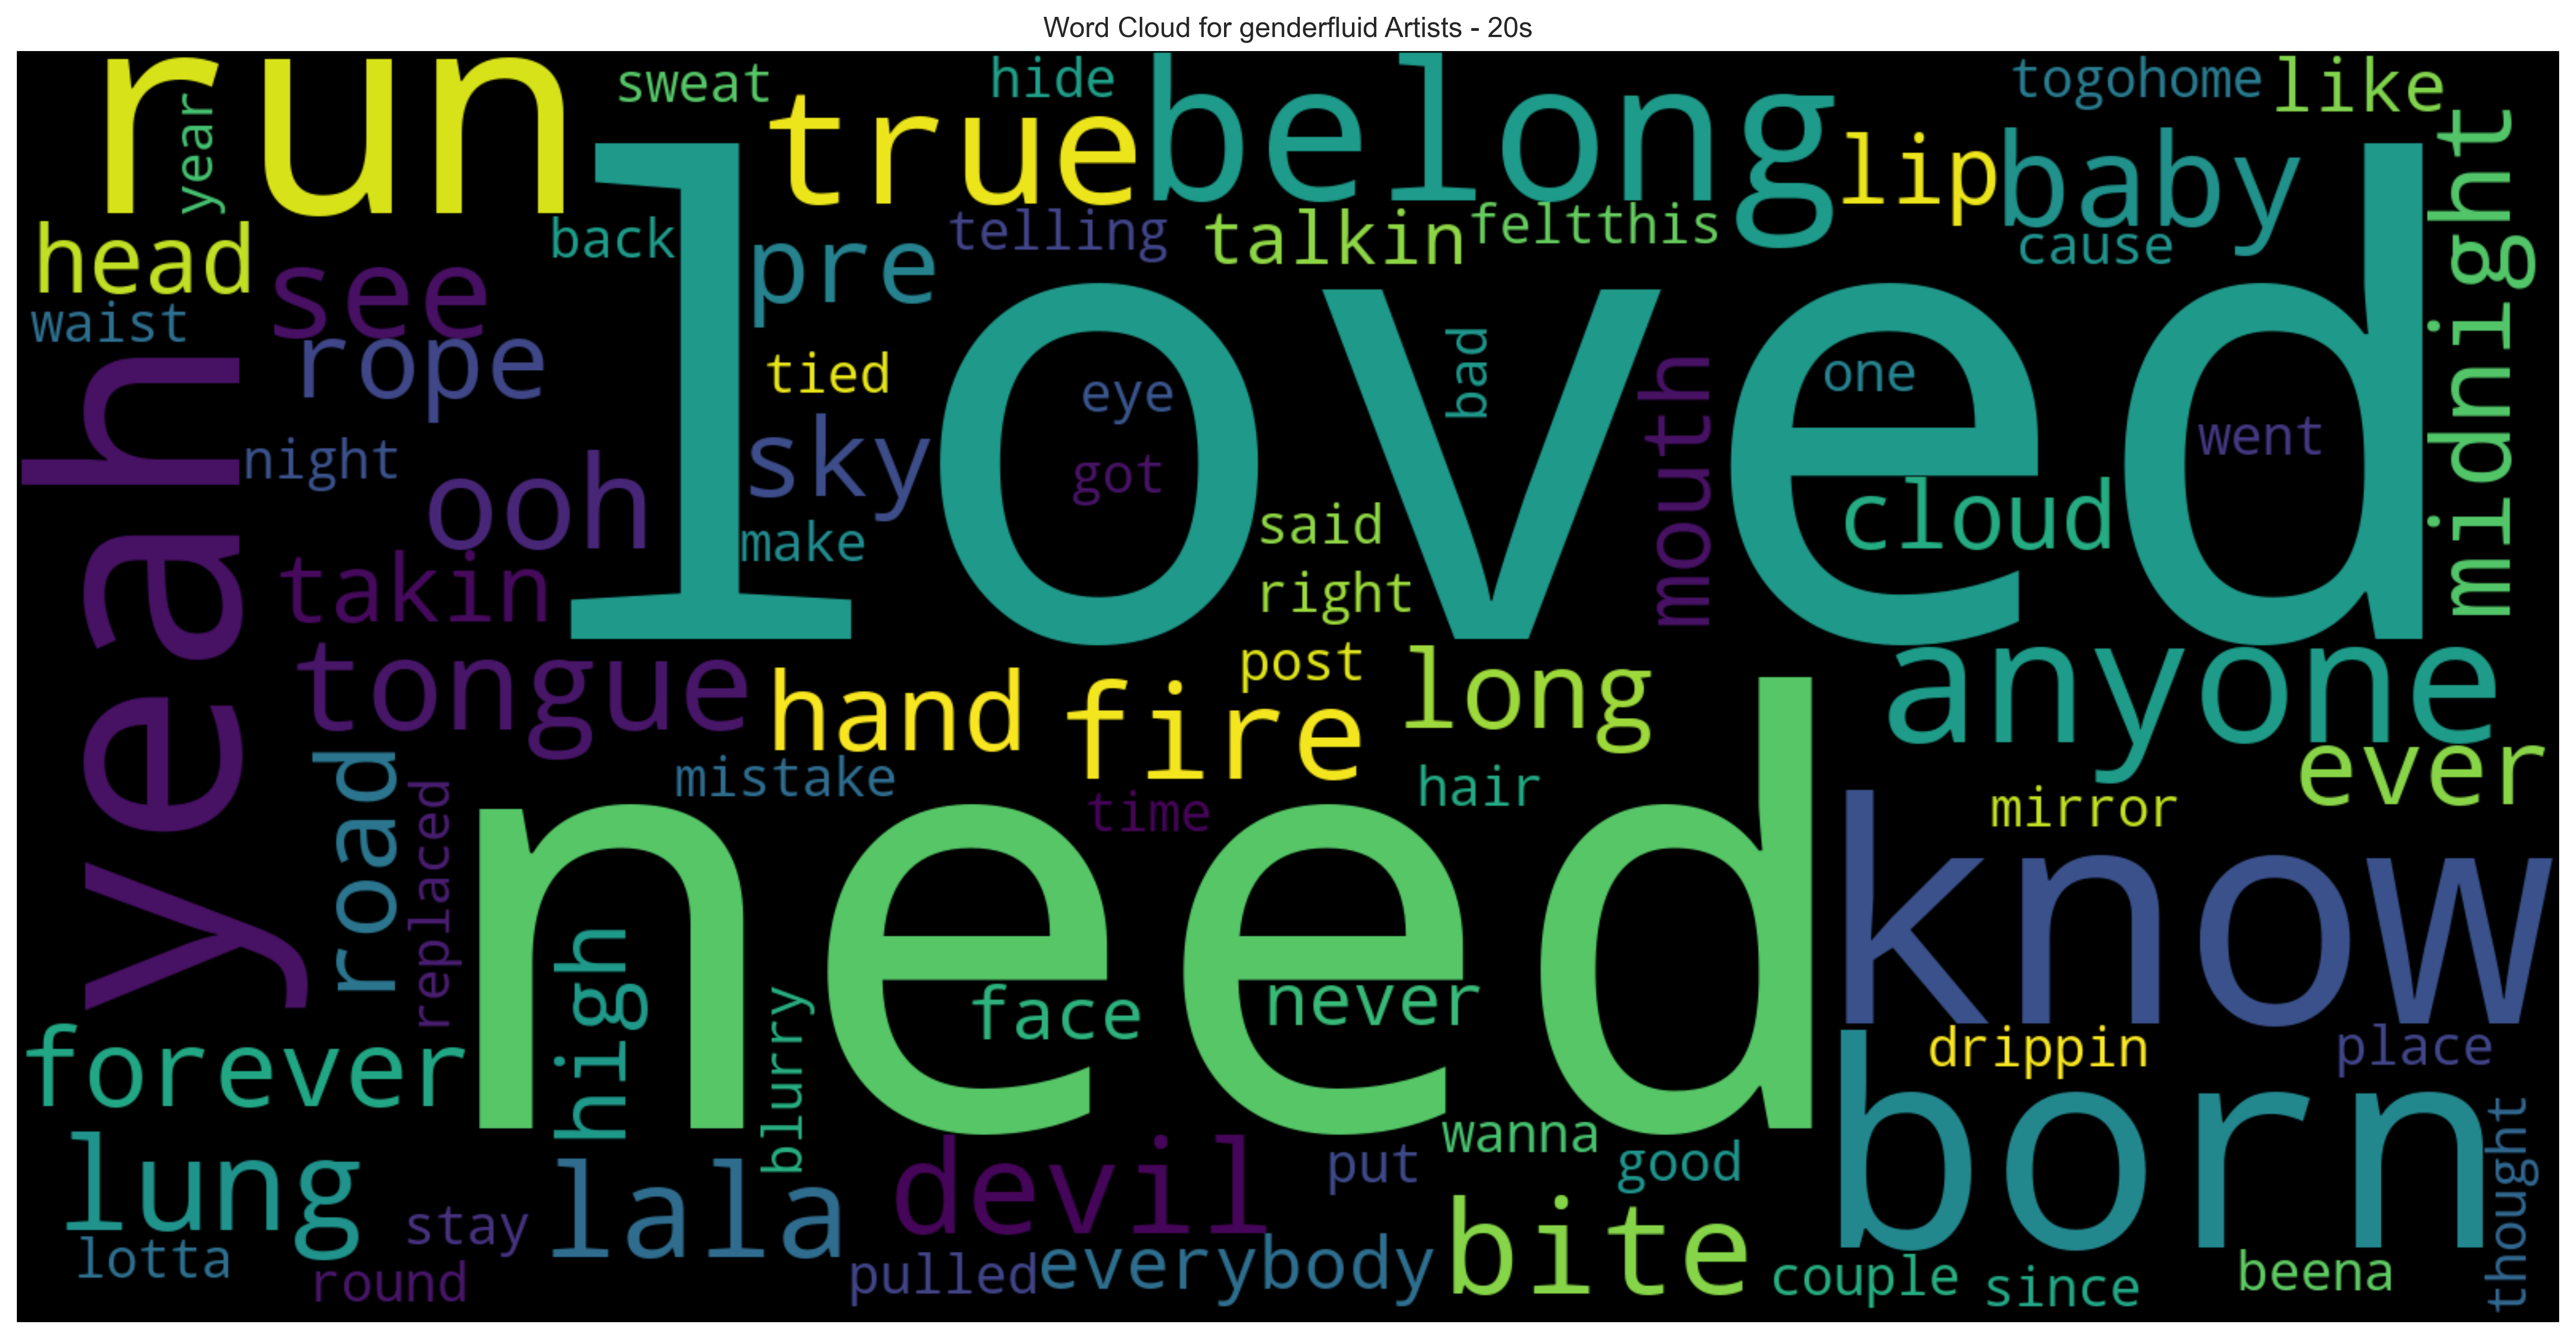 Word Cloud for genderfluid Artists - 20s
run
year
sweat
hide
true
belong
togohome
like
lip
baby
midnight
head
see
back
pre
telling
talkin
feltthis
cause
waist
rope
loved
tied
eye
bad
mouth
one
went
yeah
night
ooh
sky
got
cloud
make
said
right
takin
tongue
hand
fire
post
long
anyone
ever
road
replaced
mistake
time
hair
mirror
need
know
high
face
never
blurry
drippin
place
forever
born
thought
lung
lala
devil
put
wanna
good
lotta
stay
round
pulled
everybody
bite
couple
since
beena